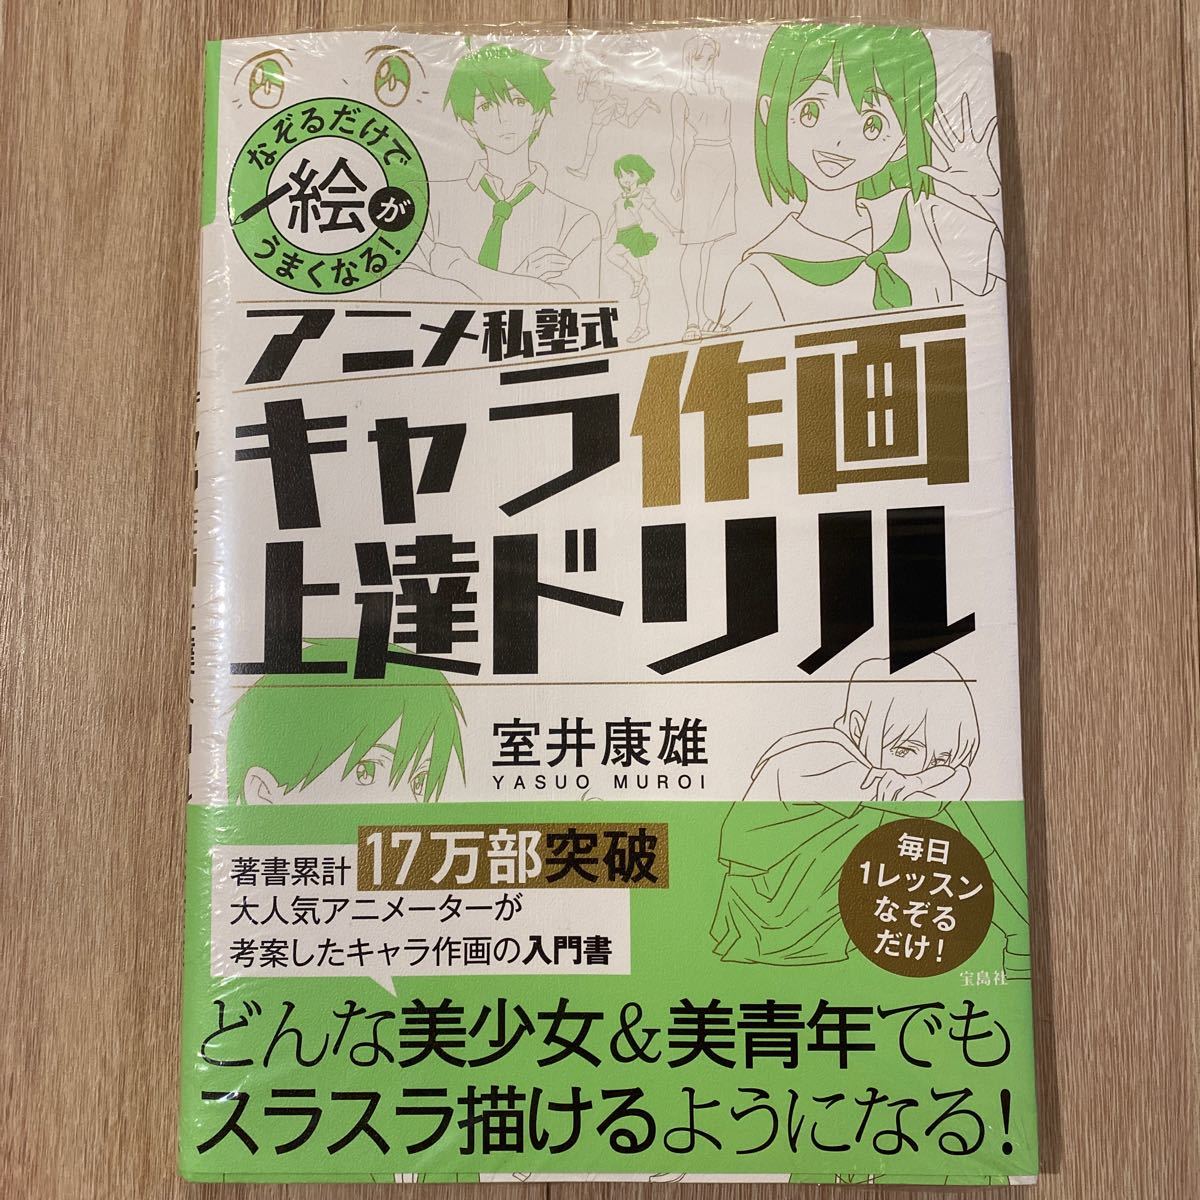 なぞるだけで
絵が
うまくなる!
アニメ私塾式
キャラ作画
上達ドリル
室井康雄
YASUO MUROI
著書累計 17万部突破
大人気アニメーターが
考案したキャラ作画の入門書
毎日
1レッスン
なぞる
だけ!
宝島社
どんな美少女&美青年でも
スラスラ描けるようになる!